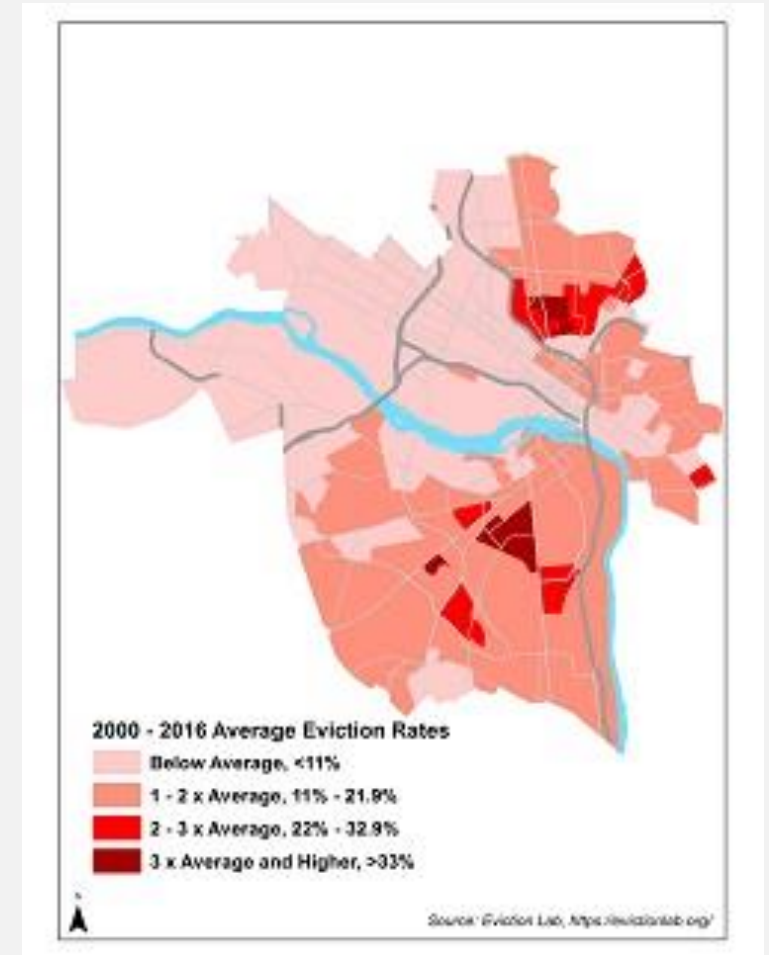 2000 - 2016 Average Eviction Rates
Below Average, <11%
1 - 2 x Average, 11% - 21.9%
2 - 3 x Average, 22% - 32.9%
3 x Average and Higher, >33%
Source: Eviction Lab, https://evictionlab.org/